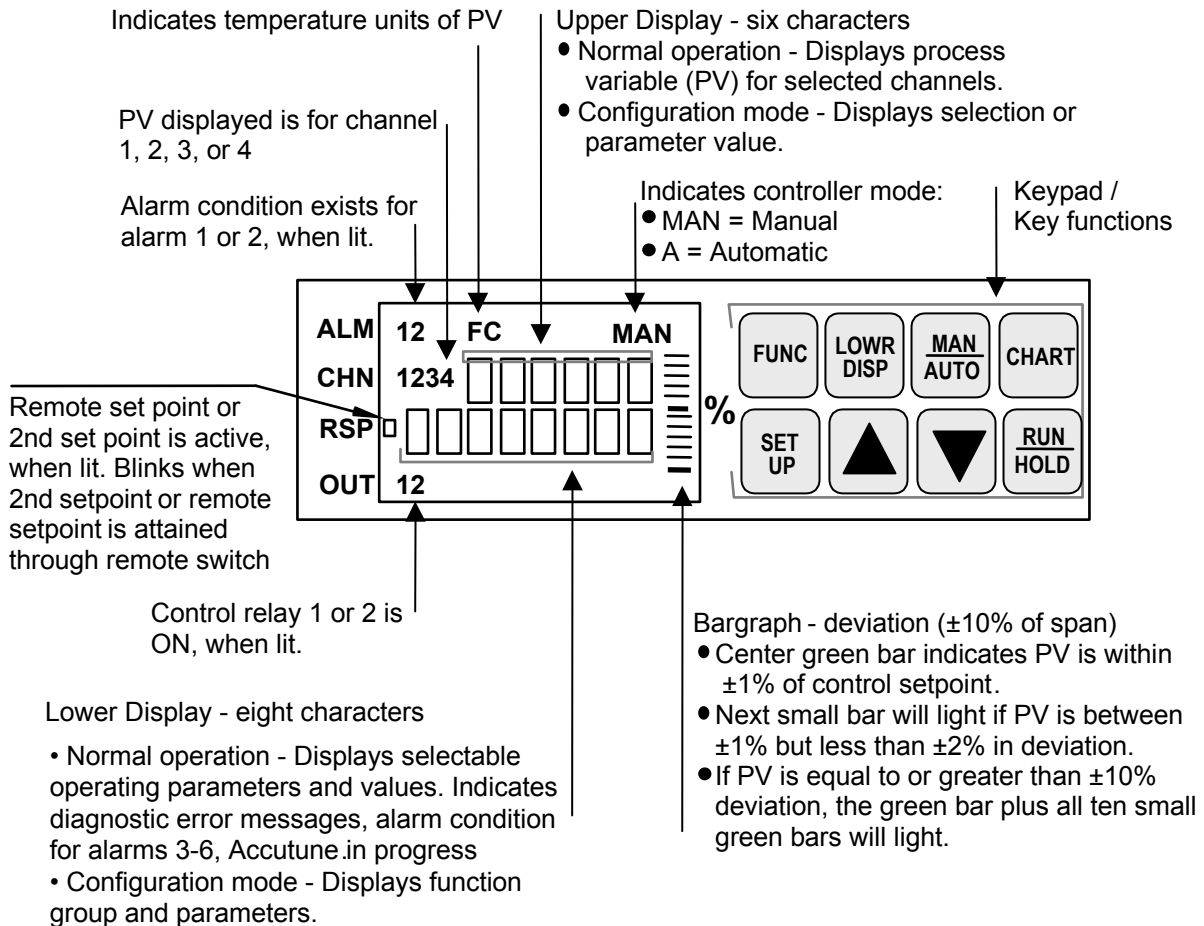 Indicates temperature units of PV
Upper Display - six characters
● Normal operation - Displays process
variable (PV) for selected channels.
● Configuration mode - Displays selection or
parameter value.
PV displayed is for channel
1, 2, 3, or 4
Alarm condition exists for
alarm 1 or 2, when lit.
Indicates controller mode:
● MAN = Manual
● A = Automatic
Keypad /
Key functions
ALM 12 FC MAN
CHN 1234
RSP
OUT 12
%
FUNC
LOWR
DISP
MAN
AUTO
CHART
SET
UP
RUN
HOLD
Remote set point or
2nd set point is active,
when lit. Blinks when
2nd setpoint or remote
setpoint is attained
through remote switch
Control relay 1 or 2 is
ON, when lit.
Lower Display - eight characters
• Normal operation - Displays selectable
operating parameters and values. Indicates
diagnostic error messages, alarm condition
for alarms 3-6, Accutune.in progress
• Configuration mode - Displays function
group and parameters.
Bargraph - deviation (±10% of span)
● Center green bar indicates PV is within
±1% of control setpoint.
● Next small bar will light if PV is between
±1% but less than ±2% in deviation.
● If PV is equal to or greater than ±10%
deviation, the green bar plus all ten small
green bars will light.